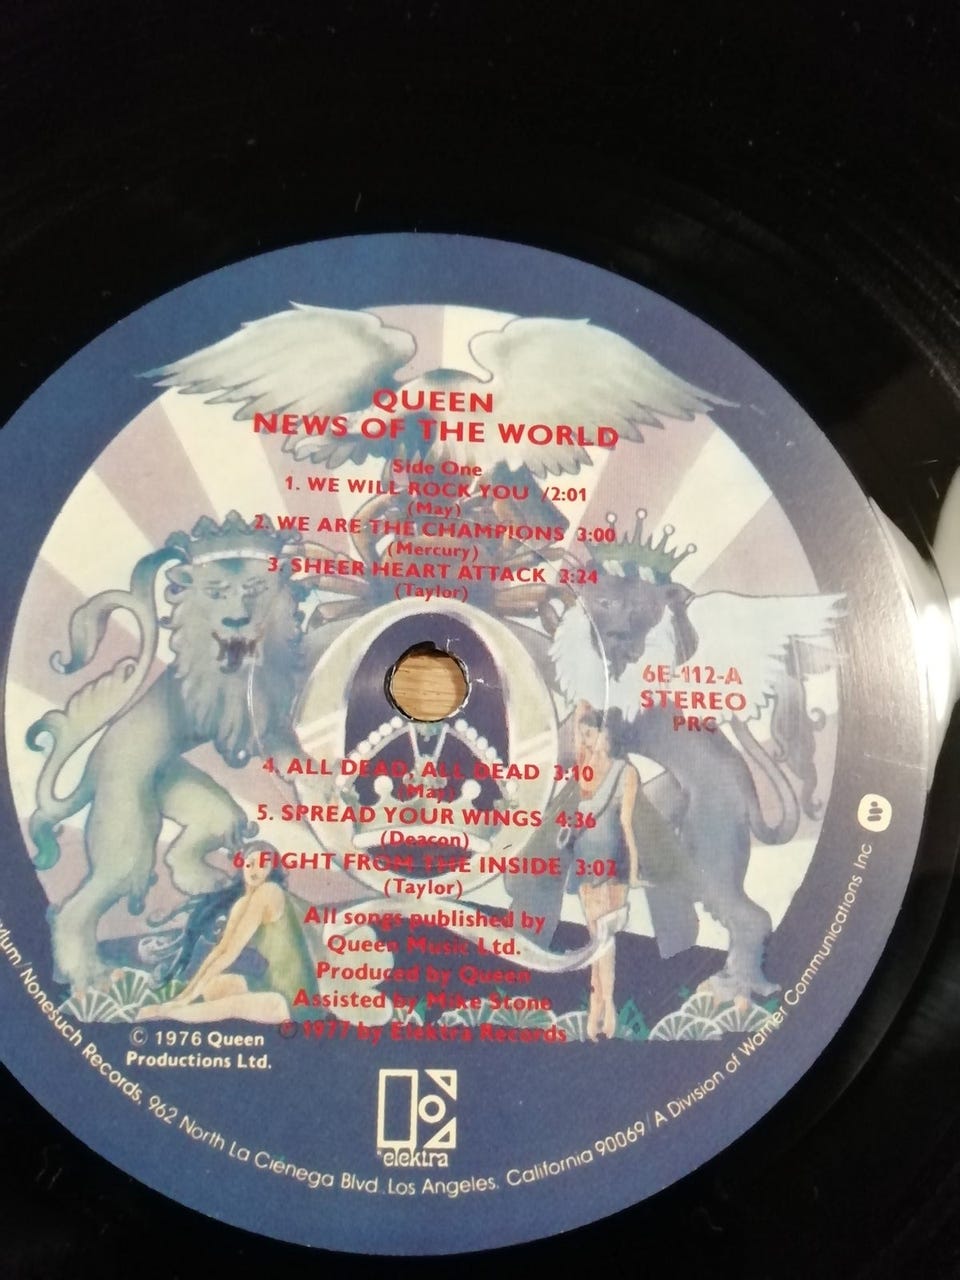 QUEEN
NEWS OF THE WORLD
Side One
1. WE WILL ROCK YOU /2:01
(May)
2. WE ARE THE CHAMPIONS 3:00
(Mercury)
3. SHEER HEART ATTACK 3:24
(Taylor)
6E-112-A
STEREO
PRC
4. ALL DEAD, ALL DEAD 3:10
(May)
5. SPREAD YOUR WINGS 4:36
(Deacon)
6. FIGHT FROM THE INSIDE 3:02
(Taylor)
All songs published by
Queen Music Ltd.
Produced by Queen
Assisted by Mike Stone
℗ 1977 by Elektra Records
© 1976 Queen
Productions Ltd.
elektra
/Nonesuch Records, 962 North La Cienega Blvd., Los Angeles, California 90069/A Division of Warner Communications Inc